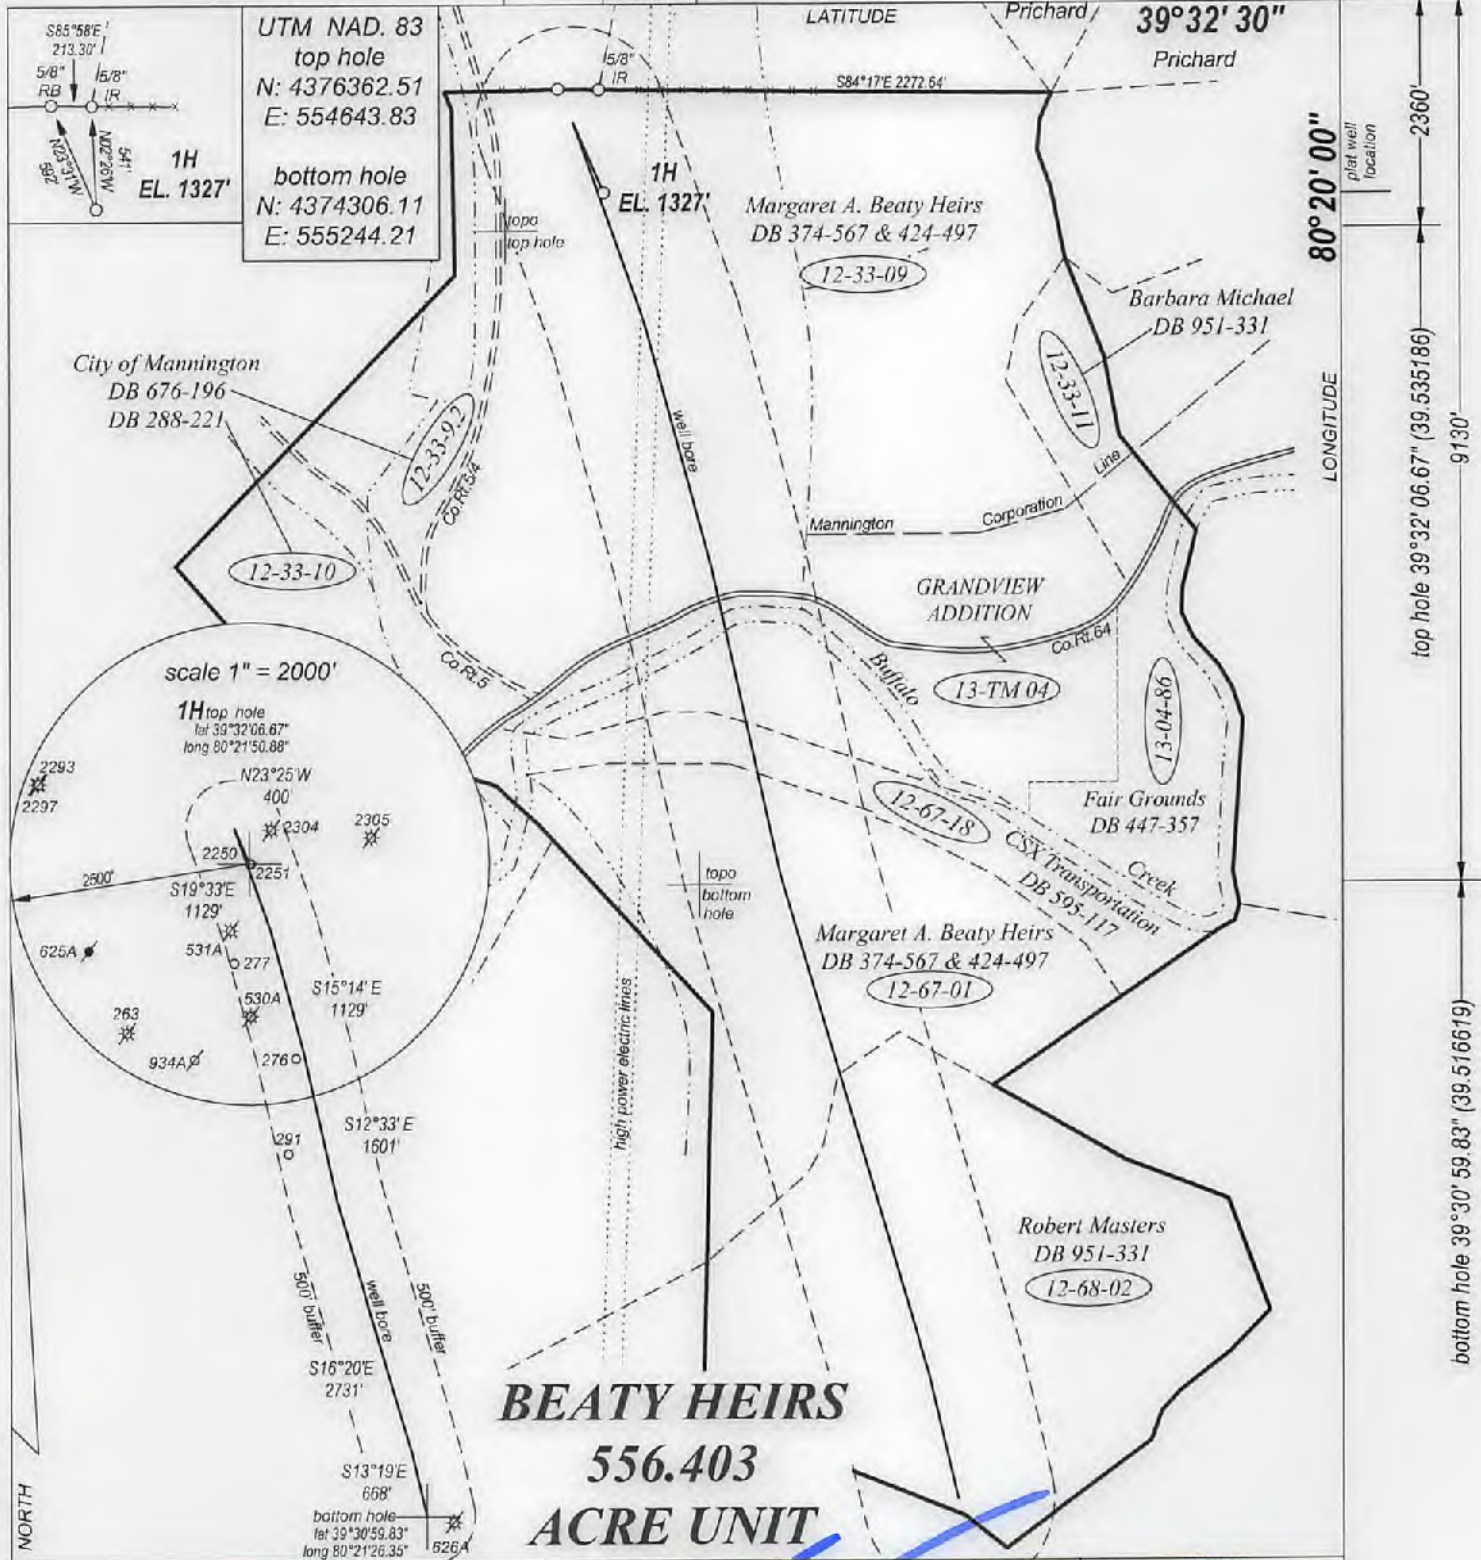 LATITUDE
Prichard
39°32' 30"
Prichard
S85°58'E
213.30'
5/8"
RB
5/8"
IR
N23°31'W
592'
N02°26'W
541'
1H
EL. 1327'
UTM NAD. 83
top hole
N: 4376362.51
E: 554643.83
bottom hole
N: 4374306.11
E: 555244.21
5/8"
IR
S84°17'E 2272.54'
80°20' 00"
plat well
location
2360'
1H
EL. 1327'
topo
top hole
Margaret A. Beaty Heirs
DB 374-567 & 424-497
12-33-09
Barbara Michael
DB 951-331
12-33-11
City of Mannington
DB 676-196
DB 288-221
12-33-9.2
Co.Rt.5/4
well bore
LONGITUDE
top hole 39°32' 06.67" (39.535186)
9130'
Mannington Corporation Line
12-33-10
GRANDVIEW
ADDITION
Co.Rt.64
13-TM 04
Co.Rt.5
Buffalo
13-04-86
12-67-18
Fair Grounds
DB 447-357
CSX Transportation
DB 595-117
Creek
topo
bottom
hole
Margaret A. Beaty Heirs
DB 374-567 & 424-497
12-67-01
high power electric lines
scale 1" = 2000'
1H top hole
lat 39°32'06.67"
long 80°21'50.88"
2293
2297
N23°25'W
400'
2304
2305
2250
2251
2500'
S19°33'E
1129'
625A
531A
277
530A
S15°14' E
1129'
263
934A
276
S12°33' E
1601'
291
500' buffer
well bore
500' buffer
S16°20'E
2731'
S13°19'E
668'
bottom hole
lat 39°30'59.83"
long 80°21'26.35"
626A
NORTH
Robert Masters
DB 951-331
12-68-02
bottom hole 39°30' 59.83" (39.516619)
BEATY HEIRS
556.403
ACRE UNIT